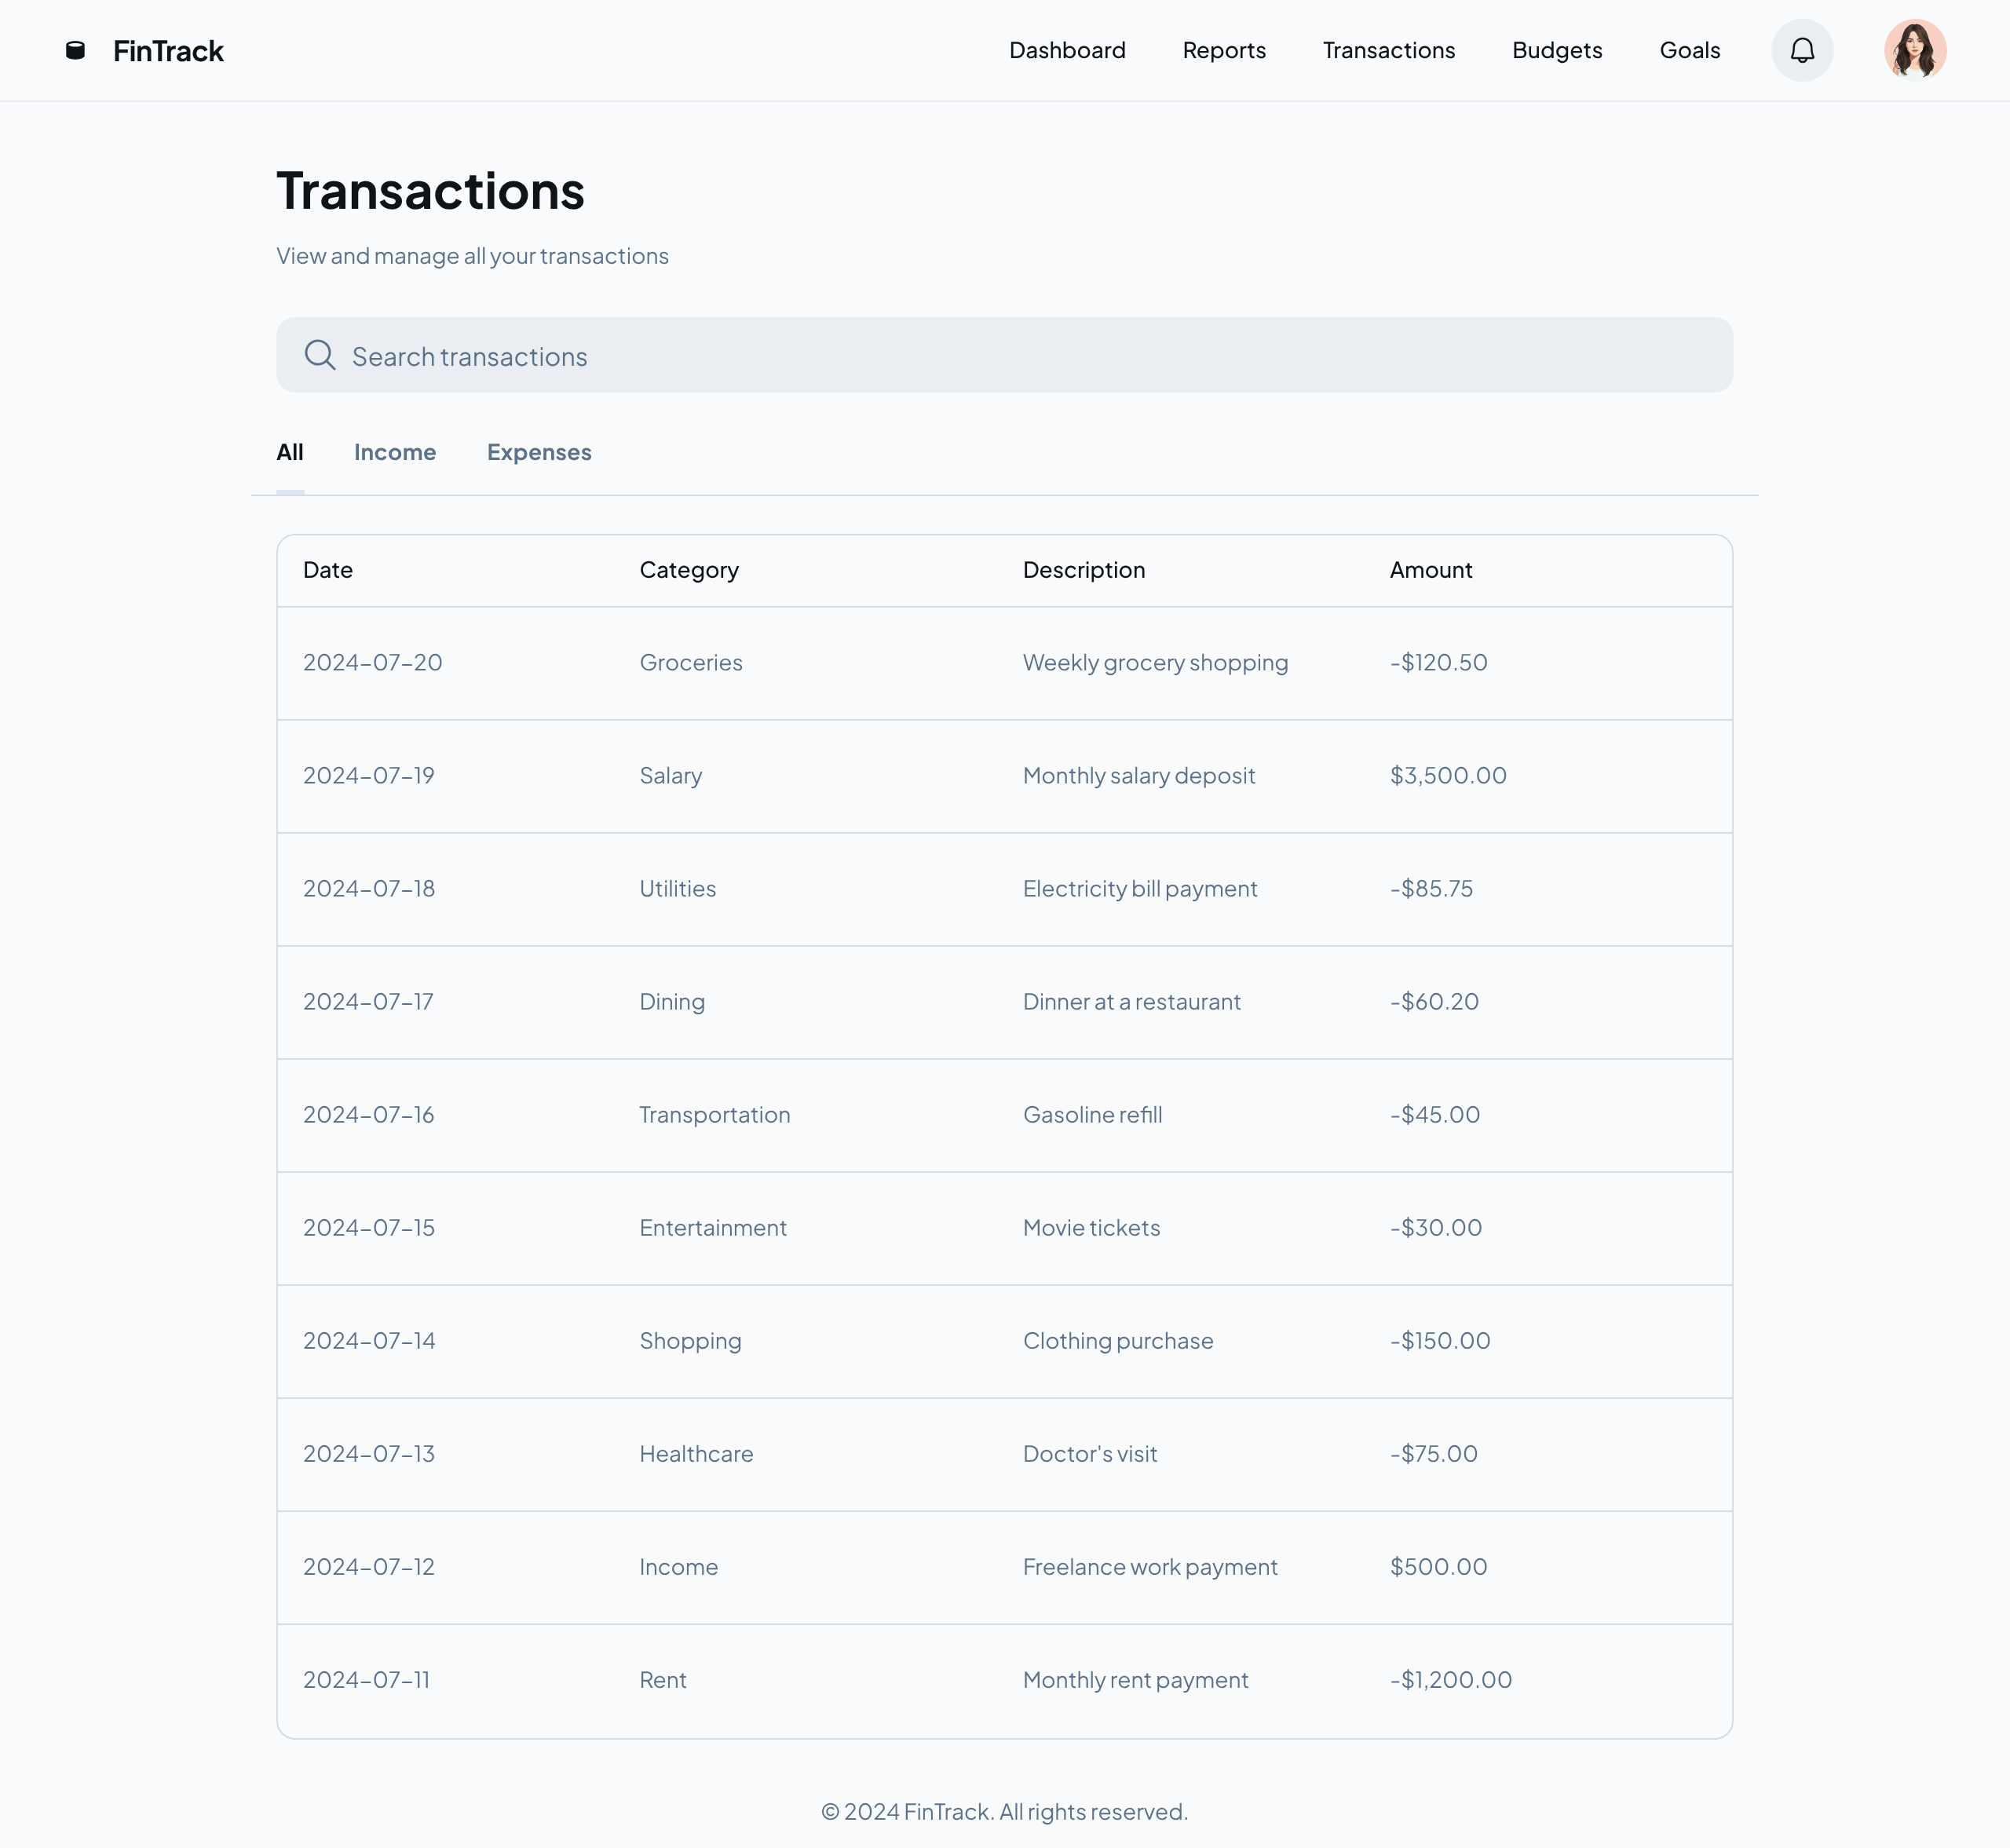 FinTrack
Dashboard Reports Transactions Budgets Goals
Transactions
View and manage all your transactions
Search transactions
All Income Expenses
Date Category Description Amount
2024-07-20 Groceries Weekly grocery shopping -$120.50
2024-07-19 Salary Monthly salary deposit $3,500.00
2024-07-18 Utilities Electricity bill payment -$85.75
2024-07-17 Dining Dinner at a restaurant -$60.20
2024-07-16 Transportation Gasoline refill -$45.00
2024-07-15 Entertainment Movie tickets -$30.00
2024-07-14 Shopping Clothing purchase -$150.00
2024-07-13 Healthcare Doctor's visit -$75.00
2024-07-12 Income Freelance work payment $500.00
2024-07-11 Rent Monthly rent payment -$1,200.00
© 2024 FinTrack. All rights reserved.